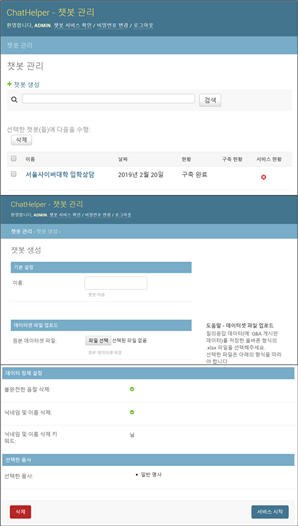 ChatHelper - 챗봇 관리
환영합니다, ADMIN. 챗봇 서비스 확인 / 비밀번호 변경 / 로그아웃
챗봇 관리
챗봇 관리
챗봇 생성
검색
선택한 챗봇(들)에 다음을 수행:
삭제
이름 날짜 현황 구축 현황 서비스 현황
서울사이버대학 입학상담 2019년 2월 20일 구축 완료
ChatHelper - 챗봇 관리
환영합니다, ADMIN. 챗봇 서비스 확인 / 비밀번호 변경 / 로그아웃
챗봇 관리 › 챗봇 생성 ›
챗봇 생성
기본 설정
이름:
챗봇 이름
데이터셋 파일 업로드
원본 데이터셋 파일: 파일 선택 선택된 파일 없음
원본 데이터셋 파일
도움말 - 데이터셋 파일 업로드
질의응답 데이터(예: Q&A 게시판
데이터)를 저장한 올바른 형식의
.xlsx 파일을 선택해주세요.
선택한 파일은 아래의 형식을 따라
야 합니다
데이터 정제 설정
불완전한 음절 삭제:
닉네임 및 이름 삭제:
닉네임 및 이름 삭제 키
워드: 님
선택한 품사
선택한 품사: 일반 명사
삭제 서비스 시작